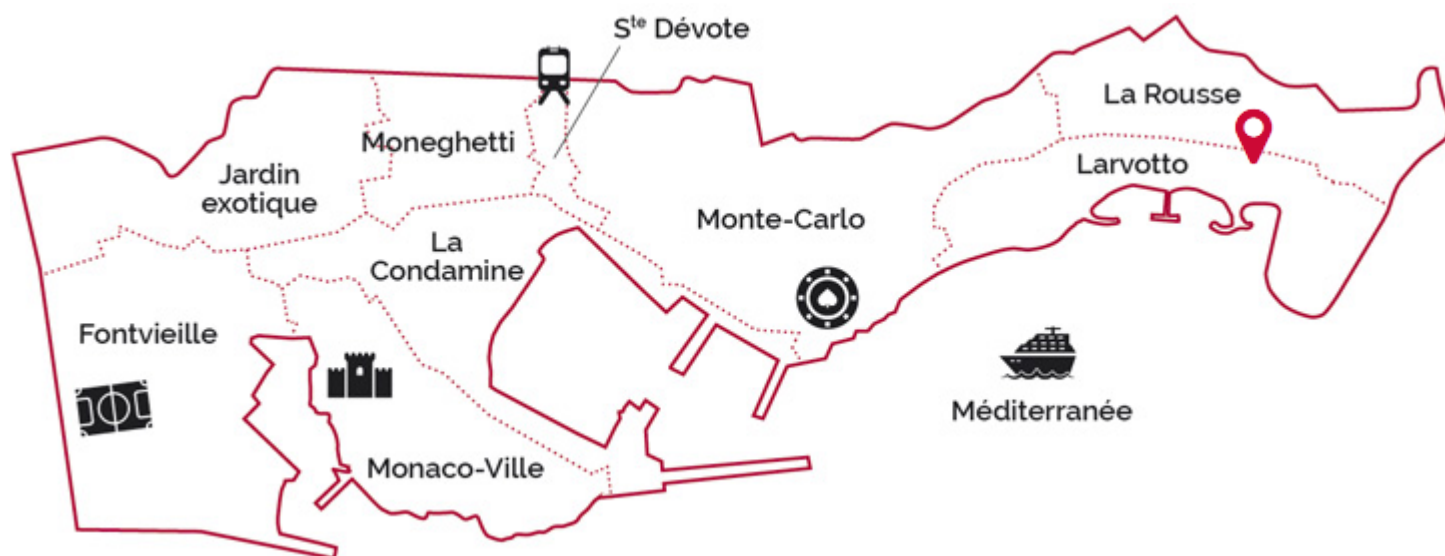 Sᵗᵉ Dévote
La Rousse
Moneghetti
Larvotto
Jardin
exotique
Monte-Carlo
La
Condamine
Fontvieille
Méditerranée
Monaco-Ville